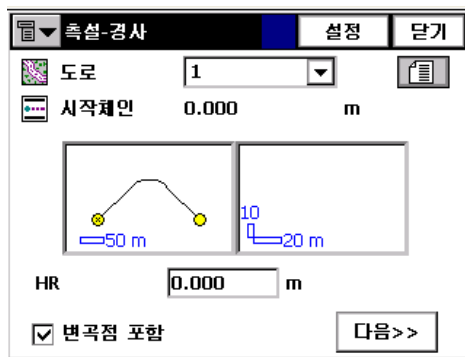 측설-경사 설정 닫기
도로 1
시작체인 0.000 m
50 m 10 20 m
HR 0.000 m
변곡점 포함 다음>>